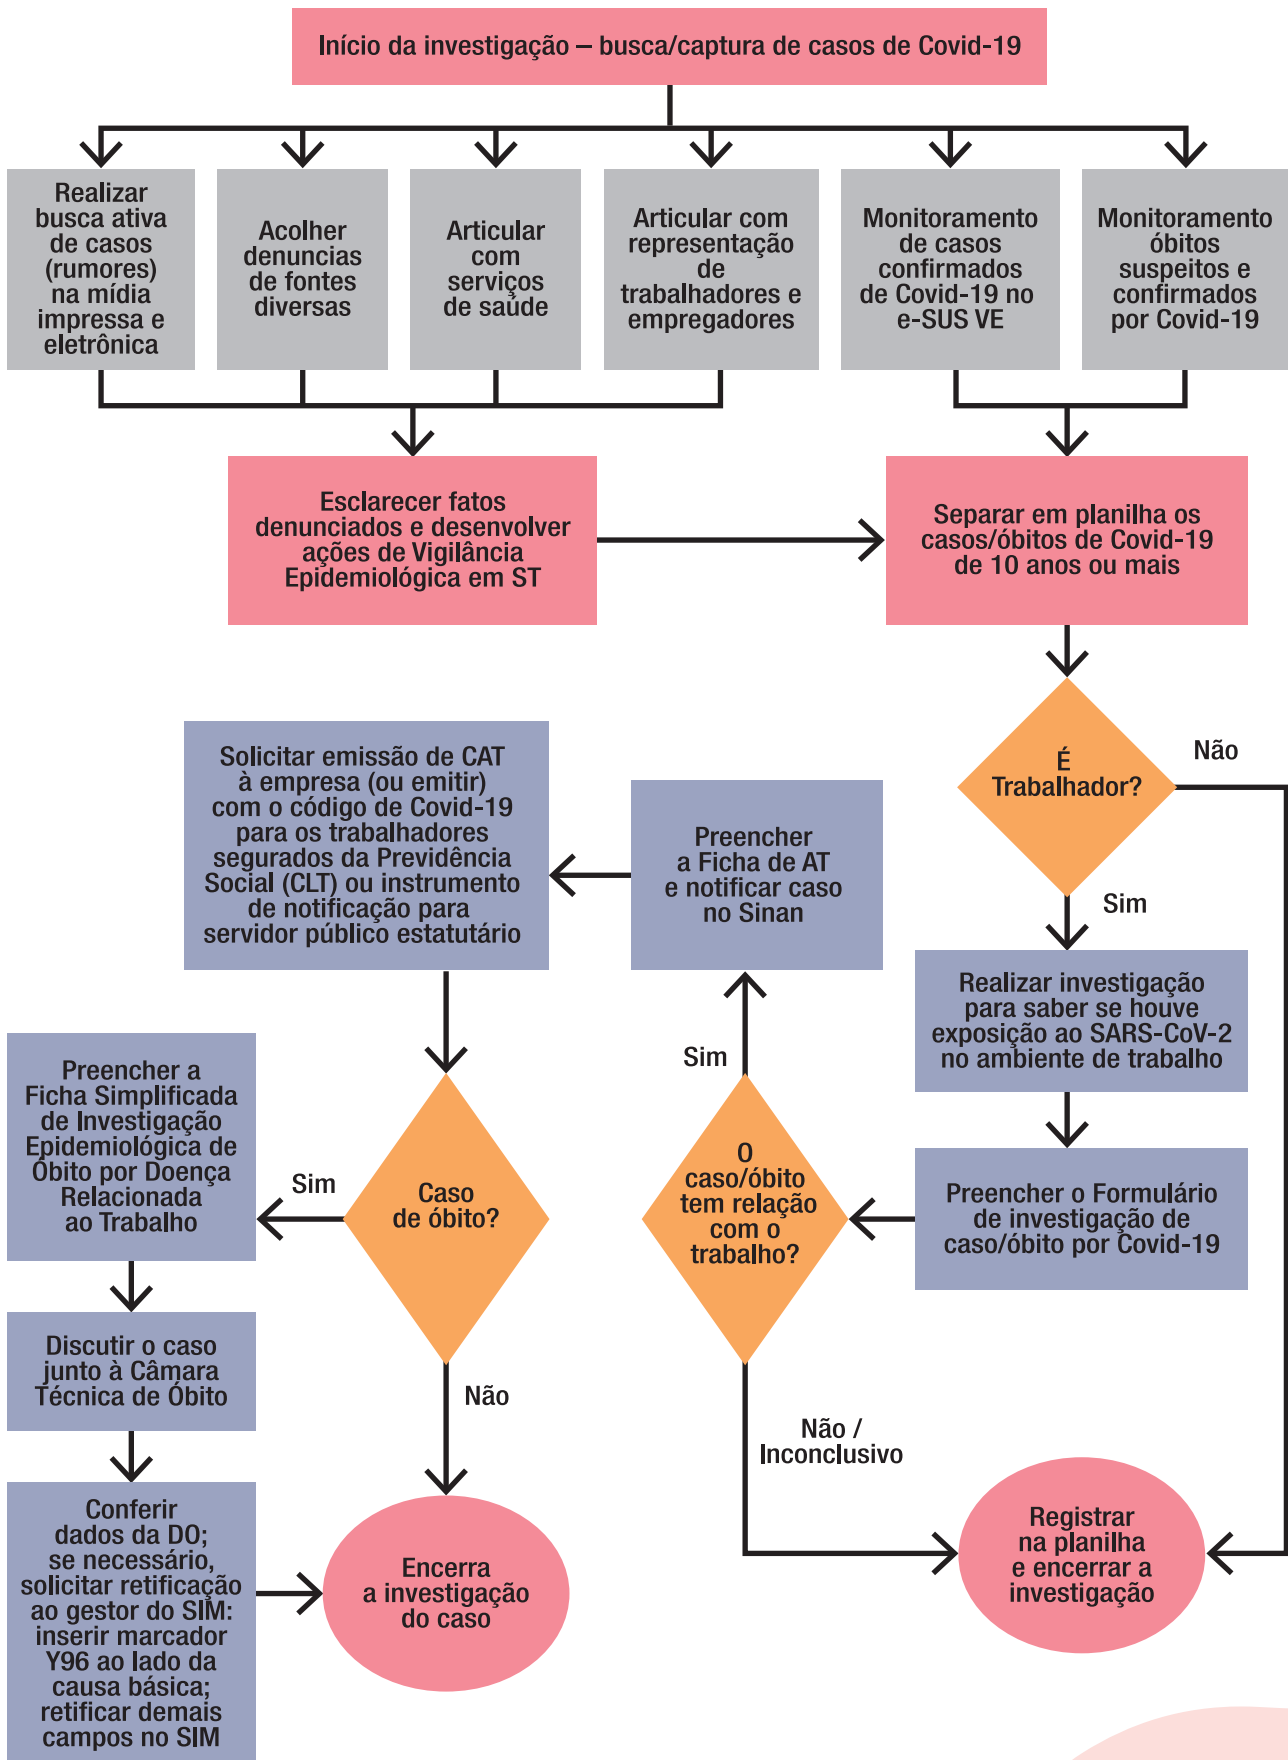 Início da investigação – busca/captura de casos de Covid-19
Realizar
busca ativa
de casos
(rumores)
na mídia
impressa e
eletrônica
Acolher
denuncias
de fontes
diversas
Articular
com
serviços
de saúde
Articular com
representação
de
trabalhadores e
empregadores
Monitoramento
de casos
confirmados
de Covid-19 no
e-SUS VE
Monitoramento
óbitos
suspeitos e
confirmados
por Covid-19
Esclarecer fatos
denunciados e desenvolver
ações de Vigilância
Epidemiológica em ST
Separar em planilha os
casos/óbitos de Covid-19
de 10 anos ou mais
É
Trabalhador?
Não
Sim
Realizar investigação
para saber se houve
exposição ao SARS-CoV-2
no ambiente de trabalho
Preencher o Formulário
de investigação de
caso/óbito por Covid-19
O
caso/óbito
tem relação
com o
trabalho?
Sim
Não /
Inconclusivo
Preencher
a Ficha de AT
e notificar caso
no Sinan
Solicitar emissão de CAT
à empresa (ou emitir)
com o código de Covid-19
para os trabalhadores
segurados da Previdência
Social (CLT) ou instrumento
de notificação para
servidor público estatutário
Caso
de óbito?
Sim
Não
Preencher a
Ficha Simplificada
de Investigação
Epidemiológica de
Óbito por Doença
Relacionada
ao Trabalho
Discutir o caso
junto à Câmara
Técnica de Óbito
Conferir
dados da DO;
se necessário,
solicitar retificação
ao gestor do SIM:
inserir marcador
Y96 ao lado da
causa básica;
retificar demais
campos no SIM
Encerra
a investigação
do caso
Registrar
na planilha
e encerrar a
investigação